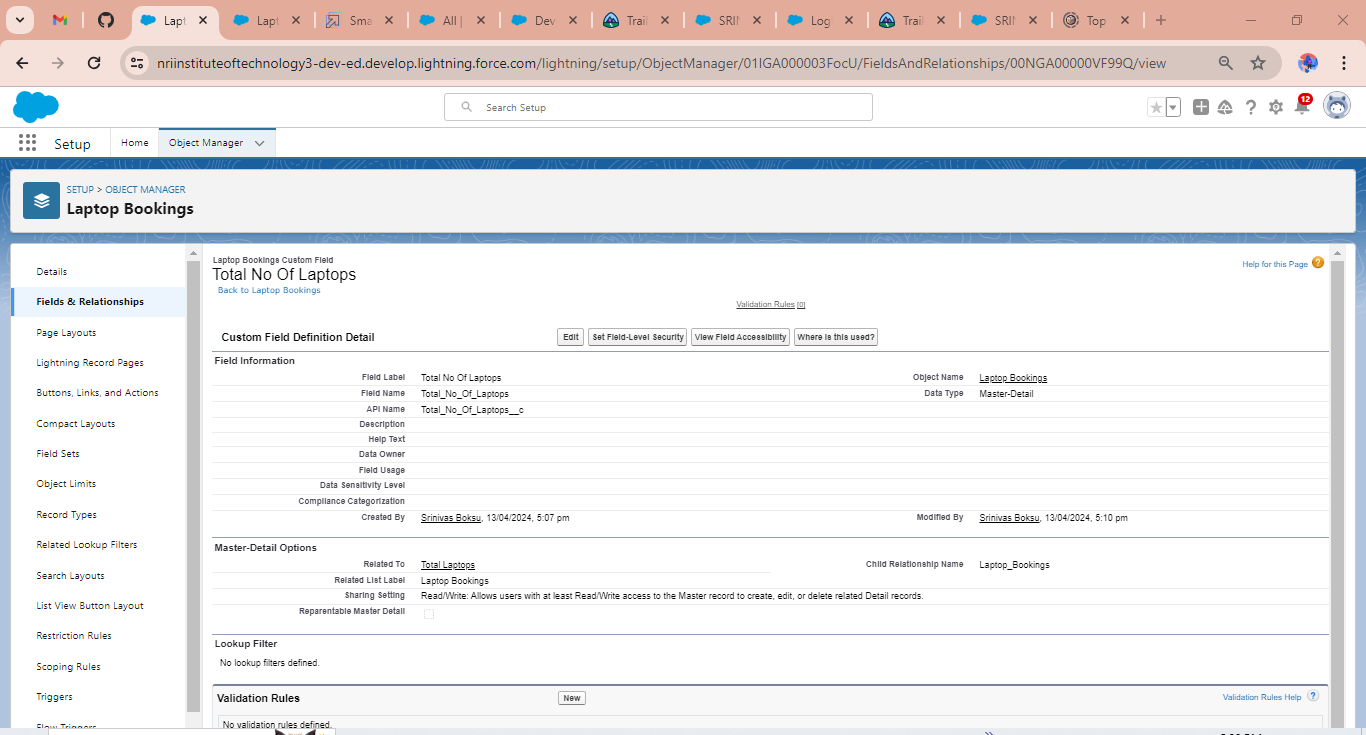 Lapt
Lapt
Sma
All |
Dev
Trail
SRIN
Log
Trail
SRIN
Top
nriinstituteoftechnology3-dev-ed.develop.lightning.force.com/lightning/setup/ObjectManager/01IGA000003FocU/FieldsAndRelationships/00NGA00000VF99Q/view
Search Setup
12
Setup Home Object Manager
SETUP > OBJECT MANAGER
Laptop Bookings
Details
Fields & Relationships
Page Layouts
Lightning Record Pages
Buttons, Links, and Actions
Compact Layouts
Field Sets
Object Limits
Record Types
Related Lookup Filters
Search Layouts
List View Button Layout
Restriction Rules
Scoping Rules
Triggers
Flow Triggers
Laptop Bookings Custom Field
Total No Of Laptops
Back to Laptop Bookings
Help for this Page
Validation Rules [0]
Custom Field Definition Detail Edit Set Field-Level Security View Field Accessibility Where is this used?
Field Information
Field Label Total No Of Laptops Object Name Laptop Bookings
Field Name Total_No_Of_Laptops Data Type Master-Detail
API Name Total_No_Of_Laptops__c
Description
Help Text
Data Owner
Field Usage
Data Sensitivity Level
Compliance Categorization
Created By Srinivas Boksu, 13/04/2024, 5:07 pm Modified By Srinivas Boksu, 13/04/2024, 5:10 pm
Master-Detail Options
Related To Total Laptops Child Relationship Name Laptop_Bookings
Related List Label Laptop Bookings
Sharing Setting Read/Write: Allows users with at least Read/Write access to the Master record to create, edit, or delete related Detail records.
Reparentable Master Detail
Lookup Filter
No lookup filters defined.
Validation Rules New Validation Rules Help ?
No validation rules defined.